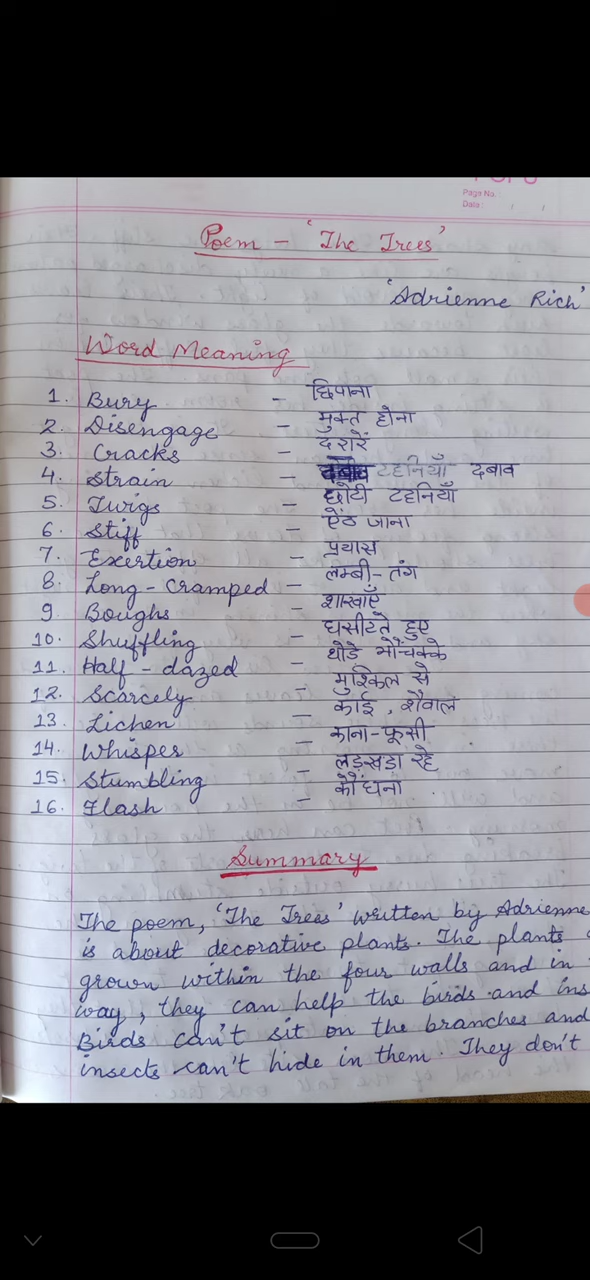 Page No.
Date: / /
Poem - 'The Trees'
'Adrienne Rich'
Word Meaning
1. Bury - छिपाना
2. Disengage - मुक्त होना
3. Cracks - दरारें
4. Strain - टहनियाँ दबाव
5. Twigs - छोटी टहनियाँ
6. Stiff - ऐंठ जाना
7. Exertion - प्रयास
8. Long-cramped - लम्बी-तंग
9. Boughs - शाखाएँ
10. Shuffling - घसीटते हुए
11. Half-dazed - थोडे भौंचक्के
12. Scarcely - मुश्किल से
13. Lichen - काई, शैवाल
14. Whisper - काना-फूसी
15. Stumbling - लड़खड़ा रहे
16. Flash - कौंधना
Summary
The poem, 'The Trees' written by Adrienne
is about decorative plants. The plants
grown within the four walls and in
way, they can help the birds and ins
Birds can't sit on the branches and
insects can't hide in them. They don't